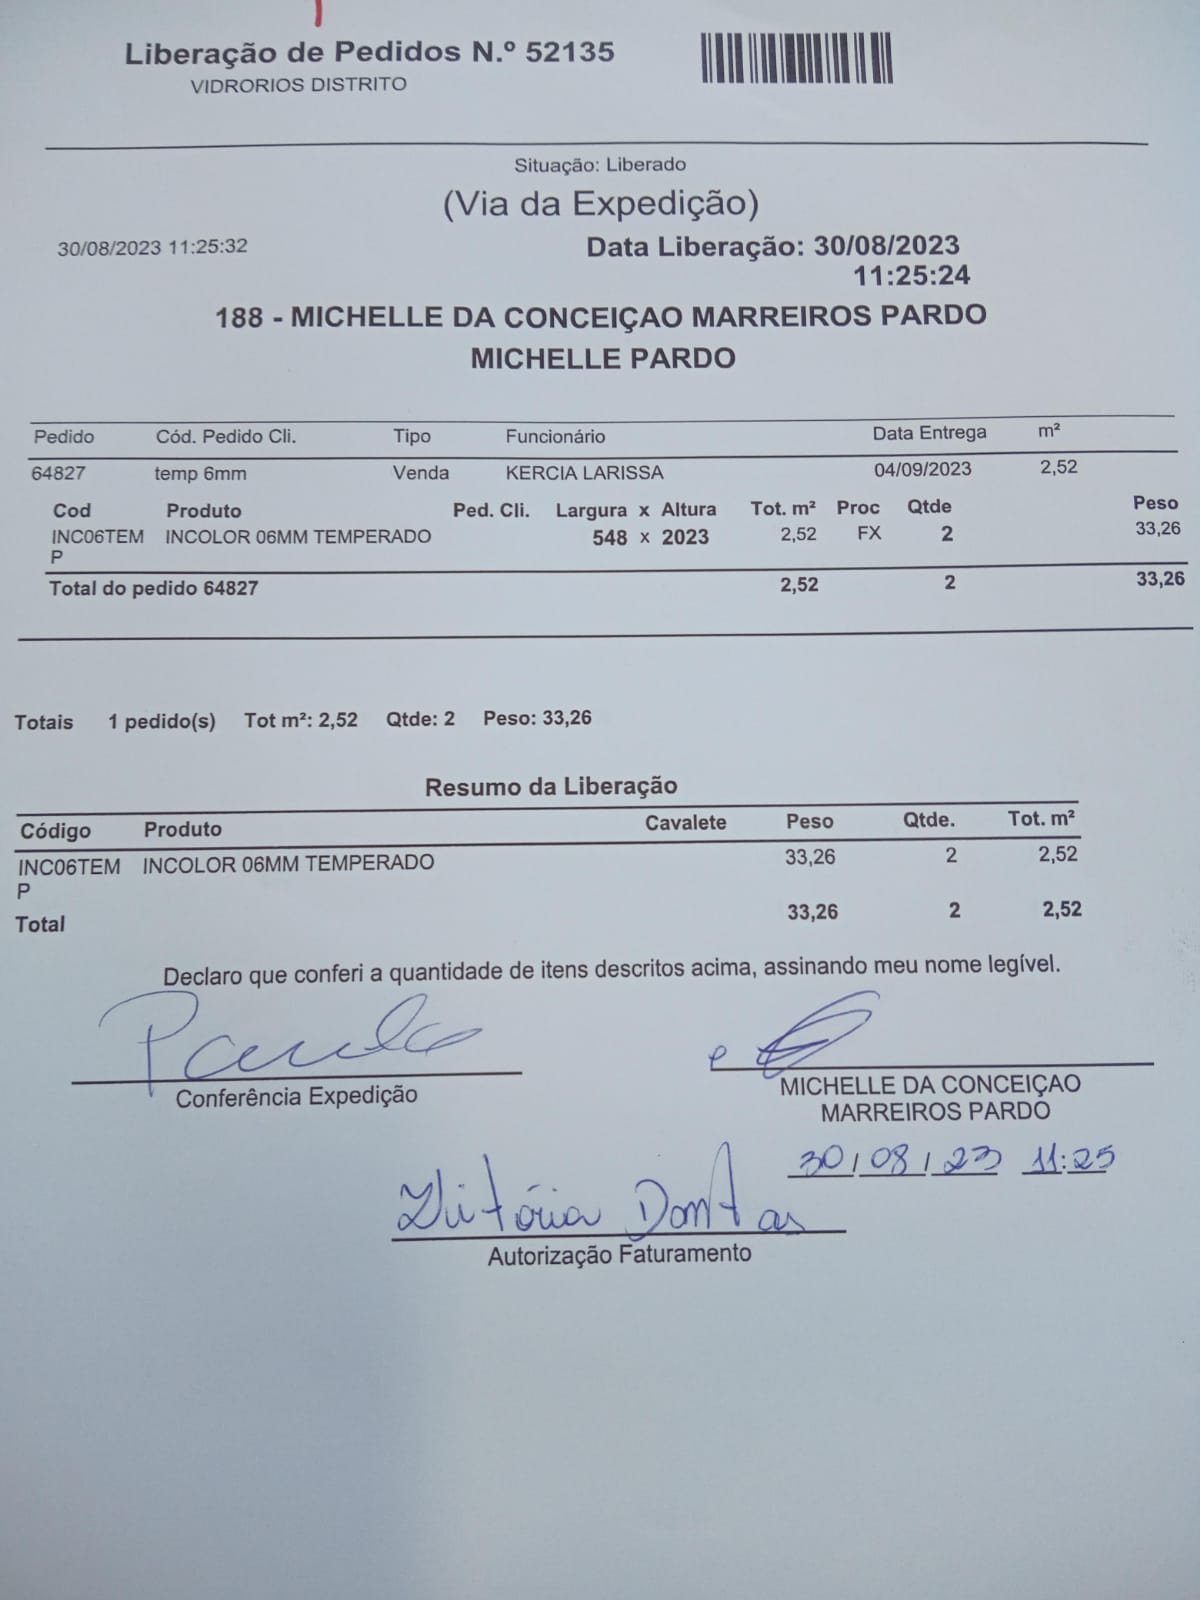 Liberação de Pedidos N.º 52135
VIDRORIOS DISTRITO
Situação: Liberado
(Via da Expedição)
30/08/2023 11:25:32 Data Liberação: 30/08/2023
11:25:24
188 - MICHELLE DA CONCEIÇAO MARREIROS PARDO
MICHELLE PARDO
Pedido Cód. Pedido Cli. Tipo Funcionário Data Entrega m²
64827 temp 6mm Venda KERCIA LARISSA 04/09/2023 2,52
Cod Produto Ped. Cli. Largura x Altura Tot. m² Proc Qtde Peso
INC06TEM INCOLOR 06MM TEMPERADO 548 x 2023 2,52 FX 2 33,26
P
Total do pedido 64827 2,52 2 33,26
Totais 1 pedido(s) Tot m²: 2,52 Qtde: 2 Peso: 33,26
Resumo da Liberação
Código Produto Cavalete Peso Qtde. Tot. m²
INC06TEM INCOLOR 06MM TEMPERADO 33,26 2 2,52
P
Total 33,26 2 2,52
Declaro que conferi a quantidade de itens descritos acima, assinando meu nome legível.
Conferência Expedição
MICHELLE DA CONCEIÇAO
MARREIROS PARDO
30/08/23 11:25
Vitória Dantas
Autorização Faturamento